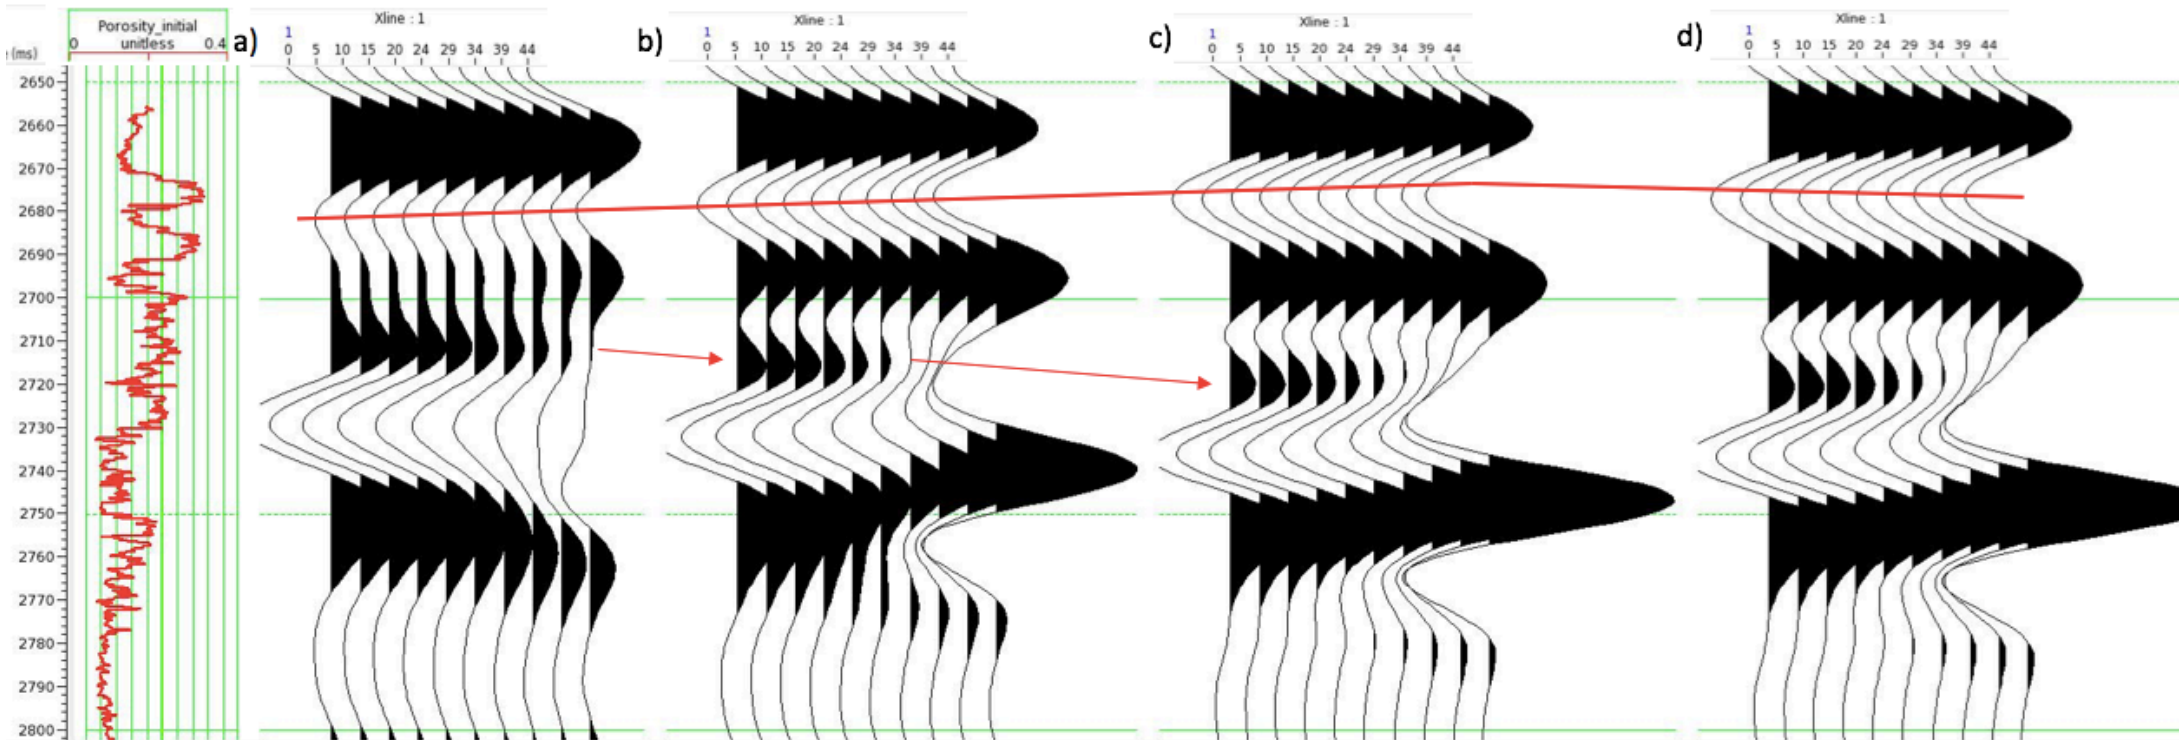 Porosity_initial
unitless
0 0.4
(ms)
2650
2660
2670
2680
2690
2700
2710
2720
2730
2740
2750
2760
2770
2780
2790
2800
a)
Xline : 1
1
0 5 10 15 20 24 29 34 39 44
b)
Xline : 1
1
0 5 10 15 20 24 29 34 39 44
c)
Xline : 1
1
0 5 10 15 20 24 29 34 39 44
d)
Xline : 1
1
0 5 10 15 20 24 29 34 39 44